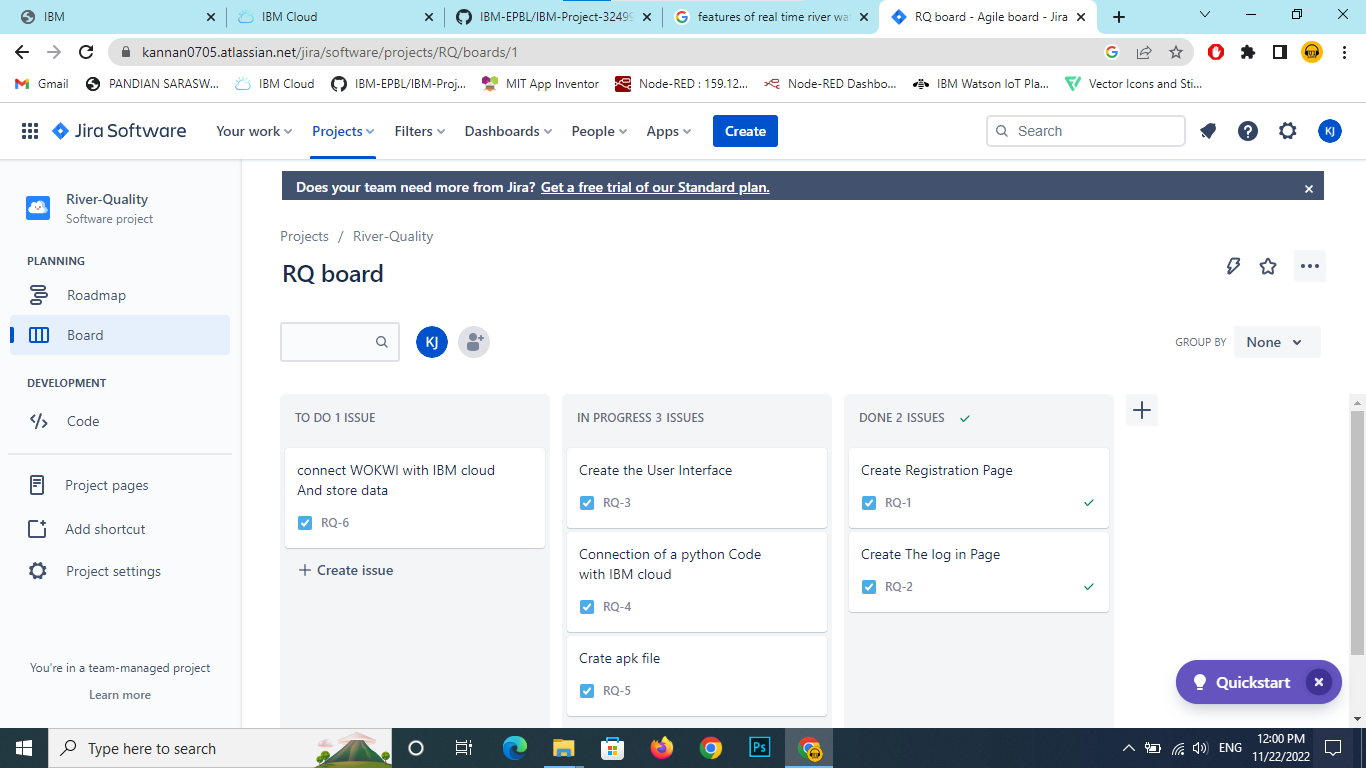 IBM
IBM Cloud
IBM-EPBL/IBM-Project-32499
features of real time river wat
RQ board - Agile board - Jira
kannan0705.atlassian.net/jira/software/projects/RQ/boards/1
Gmail
PANDIAN SARASW...
IBM Cloud
IBM-EPBL/IBM-Proj...
MIT App Inventor
Node-RED : 159.12...
Node-RED Dashbo...
IBM Watson IoT Pla...
Vector Icons and Sti...
Jira Software
Your work
Projects
Filters
Dashboards
People
Apps
Create
Search
KJ
River-Quality
Software project
PLANNING
Roadmap
Board
DEVELOPMENT
Code
Project pages
Add shortcut
Project settings
You're in a team-managed project
Learn more
Does your team need more from Jira? Get a free trial of our Standard plan.
Projects / River-Quality
RQ board
KJ
GROUP BY
None
TO DO 1 ISSUE
connect WOKWI with IBM cloud
And store data
RQ-6
Create issue
IN PROGRESS 3 ISSUES
Create the User Interface
RQ-3
Connection of a python Code
with IBM cloud
RQ-4
Crate apk file
RQ-5
DONE 2 ISSUES
Create Registration Page
RQ-1
Create The log in Page
RQ-2
Quickstart
Type here to search
Ps
ENG
12:00 PM
11/22/2022